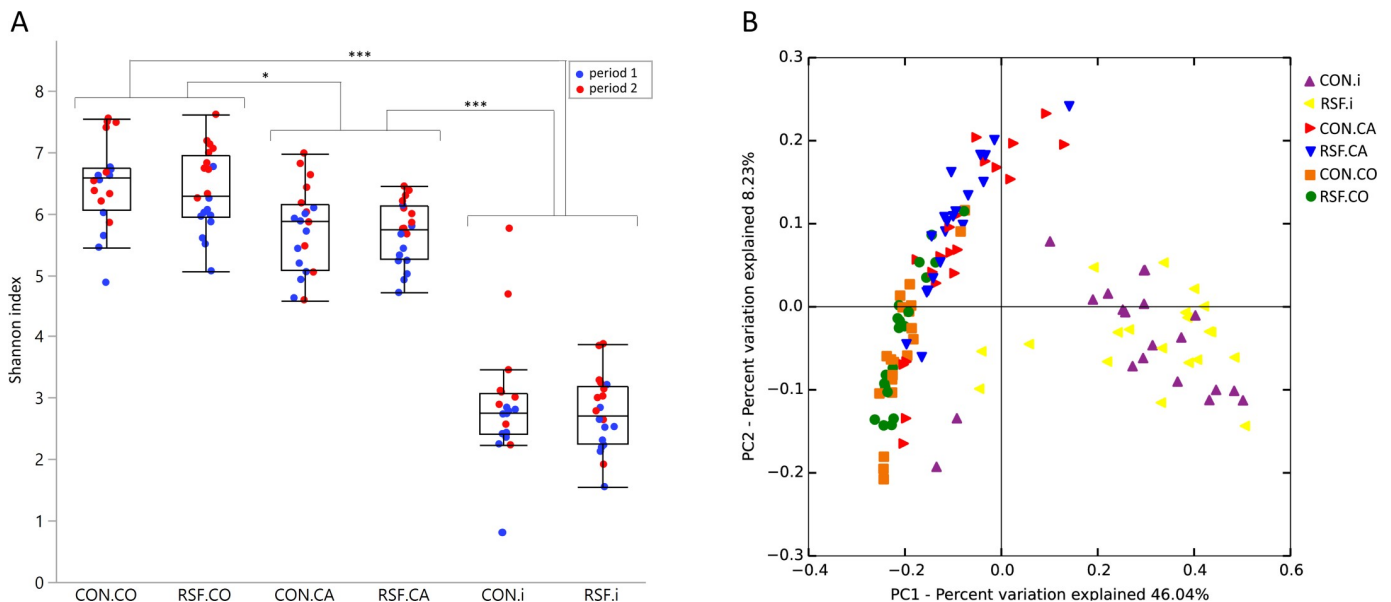 A
B
***
*
***
period 1
period 2
8
7
6
5
4
3
2
1
0
Shannon index
CON.CO RSF.CO CON.CA RSF.CA CON.i RSF.i
0.3
0.2
0.1
0.0
−0.1
−0.2
−0.3
PC2 - Percent variation explained 8.23%
−0.4 −0.2 0.0 0.2 0.4 0.6
PC1 - Percent variation explained 46.04%
CON.i
RSF.i
CON.CA
RSF.CA
CON.CO
RSF.CO